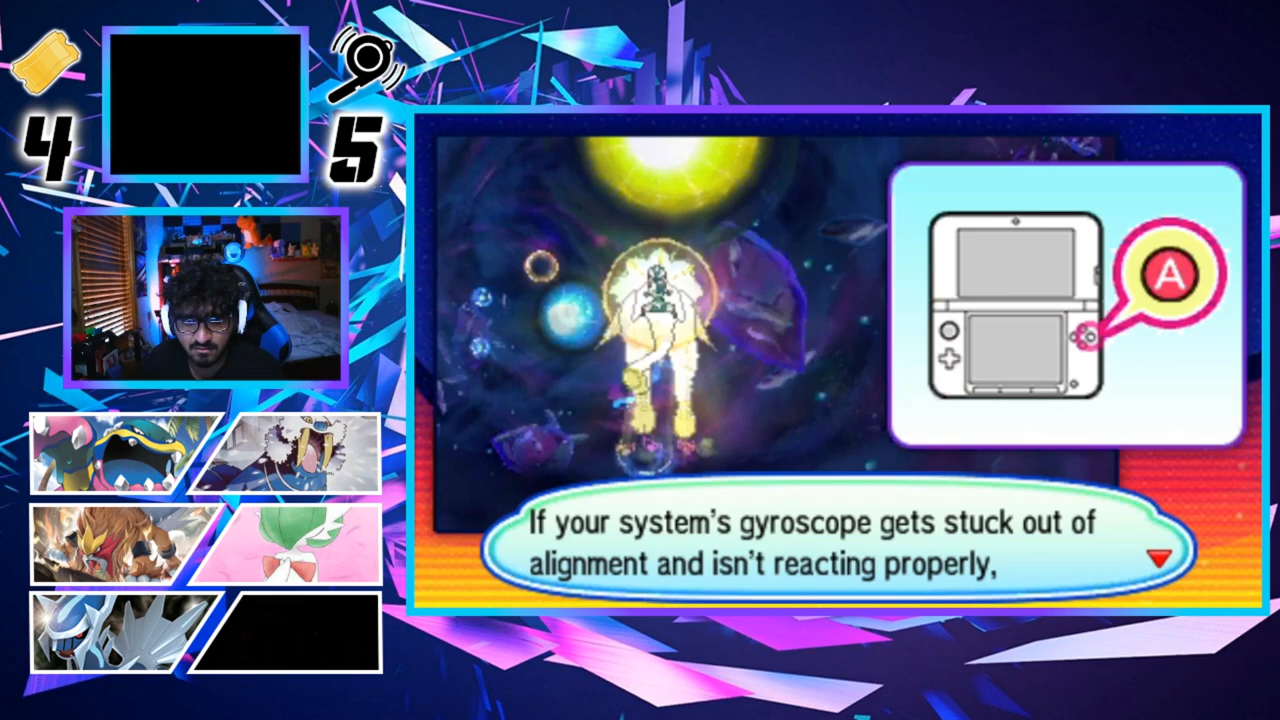 4
5
A
If your system's gyroscope gets stuck out of
alignment and isn't reacting properly,